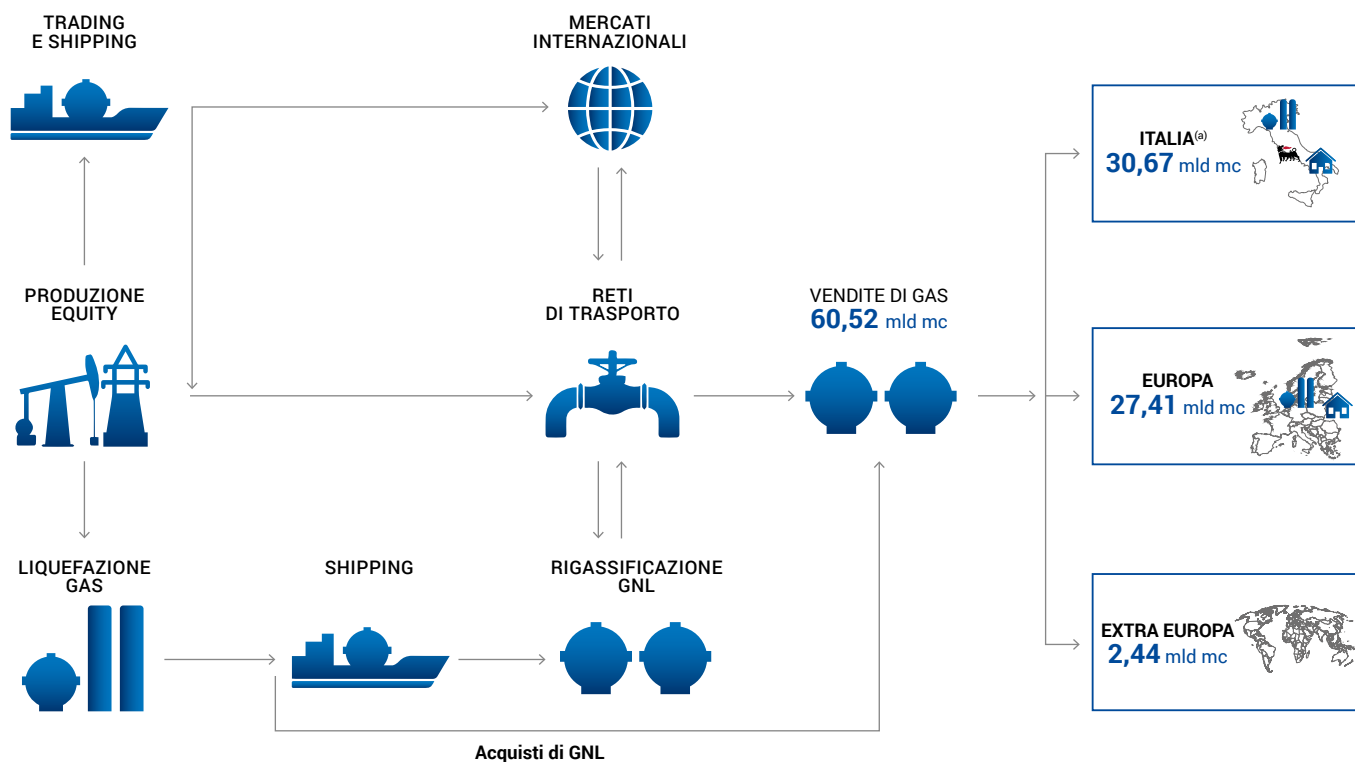 TRADING
E SHIPPING
MERCATI
INTERNAZIONALI
ITALIA(a)
30,67 mld mc
PRODUZIONE
EQUITY
RETI
DI TRASPORTO
VENDITE DI GAS
60,52 mld mc
EUROPA
27,41 mld mc
LIQUEFAZIONE
GAS
SHIPPING
RIGASSIFICAZIONE
GNL
EXTRA EUROPA
2,44 mld mc
Acquisti di GNL